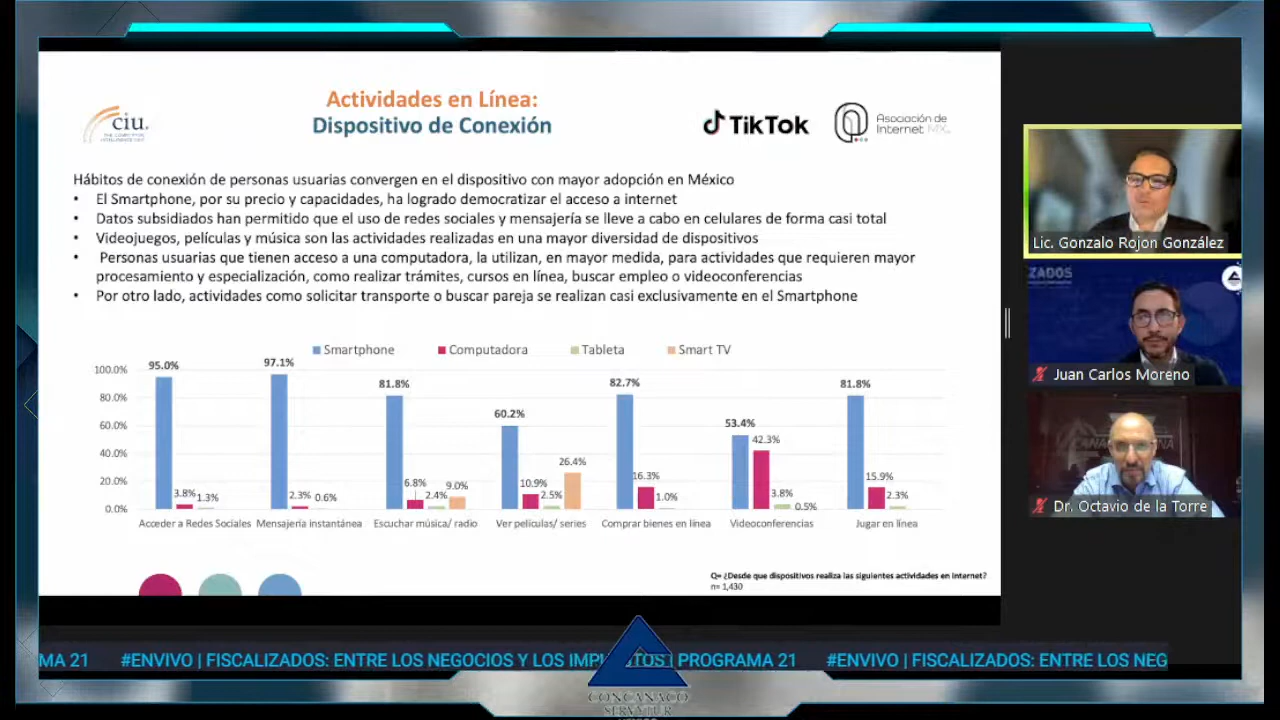 Actividades en Línea:
Dispositivo de Conexión
ciu.
THE COMPETITIVE
INTELLIGENCE UNIT
TikTok
Asociación de
Internet MX
Hábitos de conexión de personas usuarias convergen en el dispositivo con mayor adopción en México
• El Smartphone, por su precio y capacidades, ha logrado democratizar el acceso a internet
• Datos subsidiados han permitido que el uso de redes sociales y mensajería se lleve a cabo en celulares de forma casi total
• Videojuegos, películas y música son las actividades realizadas en una mayor diversidad de dispositivos
• Personas usuarias que tienen acceso a una computadora, la utilizan, en mayor medida, para actividades que requieren mayor
procesamiento y especialización, como realizar trámites, cursos en línea, buscar empleo o videoconferencias
• Por otro lado, actividades como solicitar transporte o buscar pareja se realizan casi exclusivamente en el Smartphone
Smartphone Computadora Tableta Smart TV
100.0%
80.0%
60.0%
40.0%
20.0%
0.0%
95.0% 3.8% 1.3%
97.1% 2.3% 0.6%
81.8% 6.8% 2.4% 9.0%
60.2% 10.9% 2.5% 26.4%
82.7% 16.3% 1.0%
53.4% 42.3% 3.8% 0.5%
81.8% 15.9% 2.3%
Acceder a Redes Sociales Mensajería instantánea Escuchar música/ radio Ver películas/ series Comprar bienes en línea Videoconferencias Jugar en línea
Q= ¿Desde que dispositivos realiza las siguientes actividades en Internet?
n= 1,430
Lic. Gonzalo Rojon González
ZADOS
Juan Carlos Moreno
Dr. Octavio de la Torre
MA 21 #ENVIVO | FISCALIZADOS: ENTRE LOS NEGOCIOS Y LOS IMPUESTOS | PROGRAMA 21 #ENVIVO | FISCALIZADOS: ENTRE LOS NEG
CONCANACO
SERVYTUR